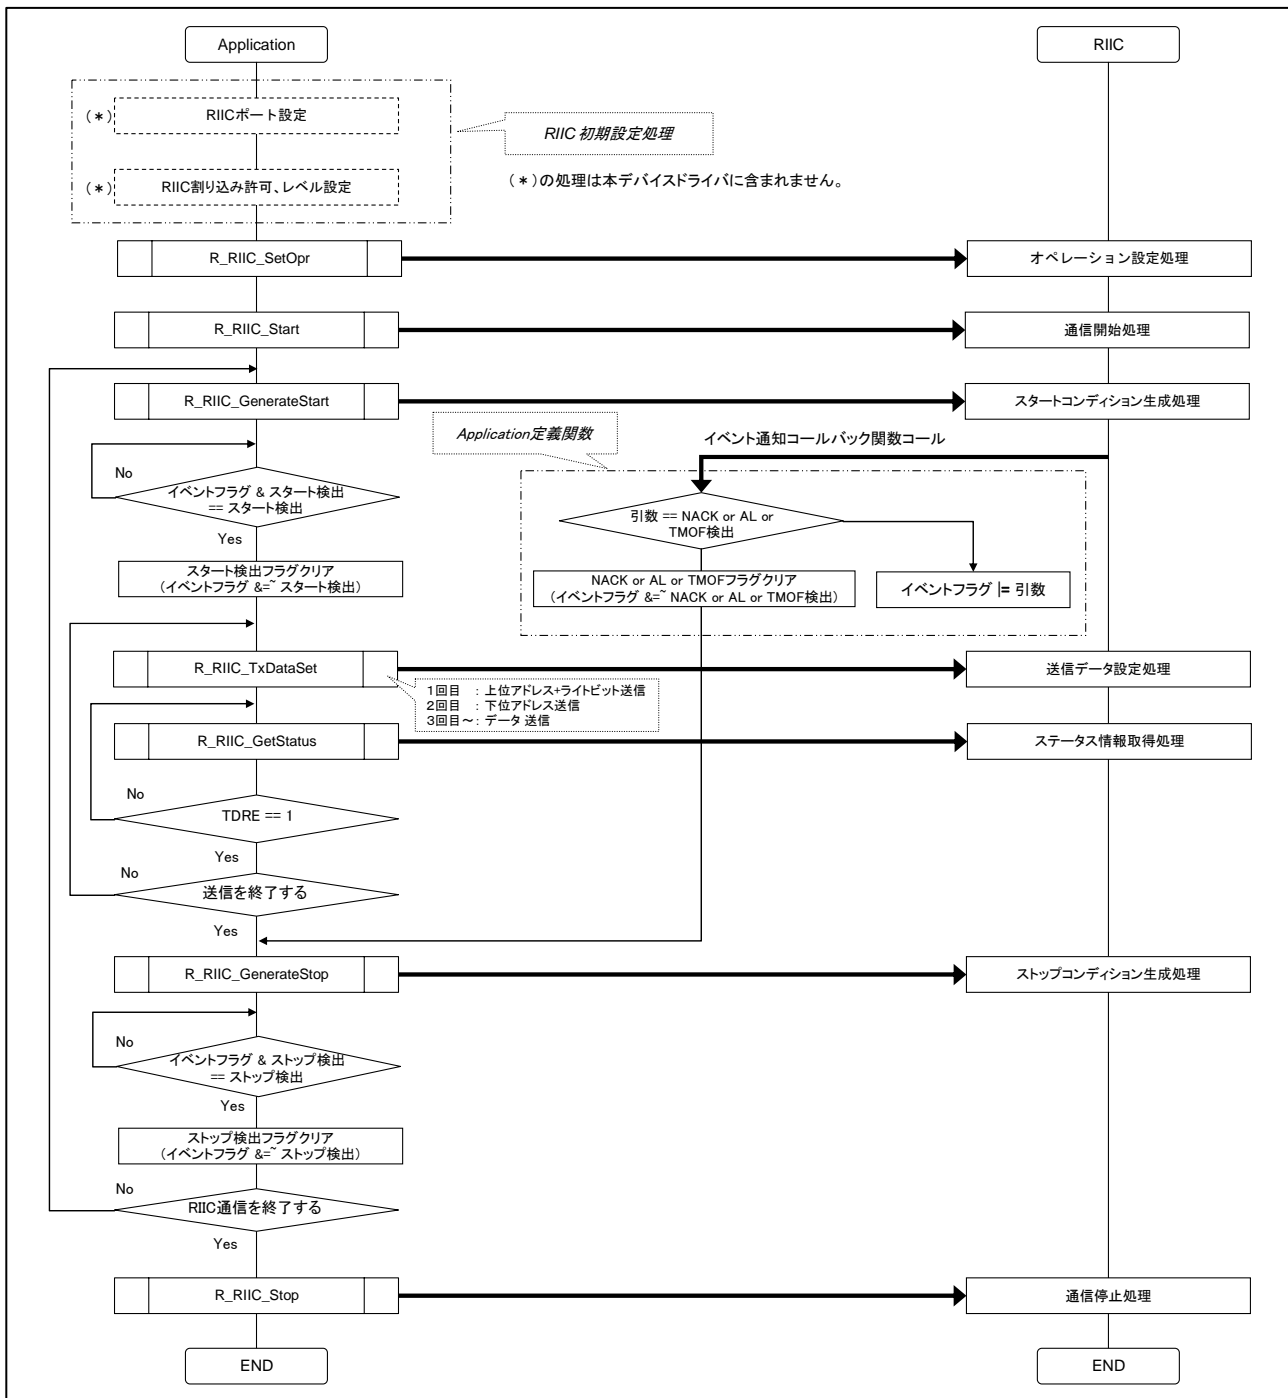 Application
RIIC
(*)
RIICポート設定
RIIC 初期設定処理
(*)
RIIC割り込み許可、レベル設定
(*)の処理は本デバイスドライバに含まれません。
R_RIIC_SetOpr
オペレーション設定処理
R_RIIC_Start
通信開始処理
R_RIIC_GenerateStart
スタートコンディション生成処理
Application定義関数
イベント通知コールバック関数コール
No
イベントフラグ & スタート検出
== スタート検出
Yes
引数 == NACK or AL or
TMOF検出
スタート検出フラグクリア
(イベントフラグ &=~ スタート検出)
NACK or AL or TMOFフラグクリア
(イベントフラグ &=~ NACK or AL or TMOF検出)
イベントフラグ |= 引数
R_RIIC_TxDataSet
送信データ設定処理
1回目 : 上位アドレス+ライトビット送信
2回目 : 下位アドレス送信
3回目~: データ 送信
R_RIIC_GetStatus
ステータス情報取得処理
No
TDRE == 1
Yes
No
送信を終了する
Yes
R_RIIC_GenerateStop
ストップコンディション生成処理
No
イベントフラグ & ストップ検出
== ストップ検出
Yes
ストップ検出フラグクリア
(イベントフラグ &=~ ストップ検出)
No
RIIC通信を終了する
Yes
R_RIIC_Stop
通信停止処理
END
END